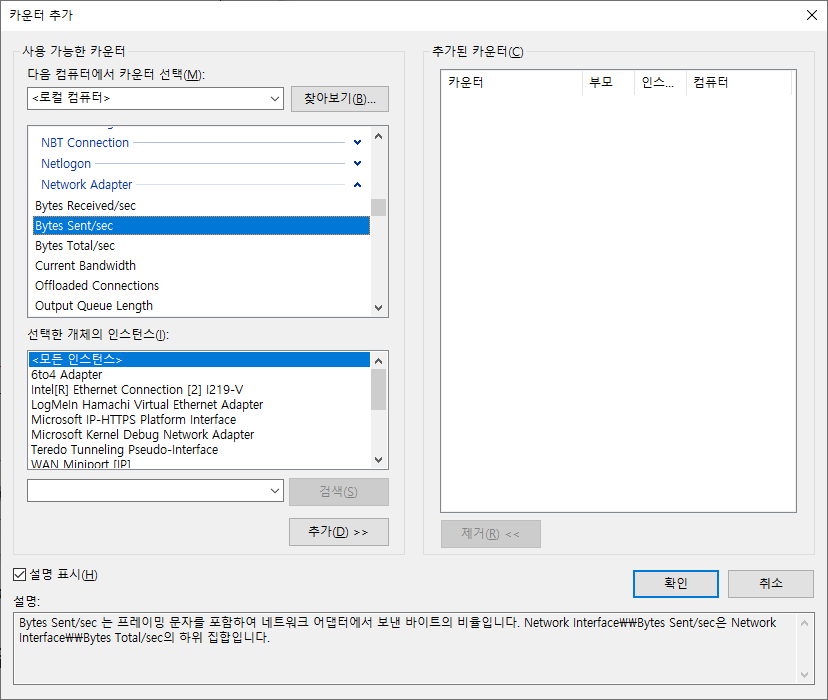 카운터 추가
사용 가능한 카운터
다음 컴퓨터에서 카운터 선택(M):
<로컬 컴퓨터>
찾아보기(B)...
NBT Connection
Netlogon
Network Adapter
Bytes Received/sec
Bytes Sent/sec
Bytes Total/sec
Current Bandwidth
Offloaded Connections
Output Queue Length
선택한 개체의 인스턴스(I):
<모든 인스턴스>
6to4 Adapter
Intel[R] Ethernet Connection [2] I219-V
LogMeIn Hamachi Virtual Ethernet Adapter
Microsoft IP-HTTPS Platform Interface
Microsoft Kernel Debug Network Adapter
Teredo Tunneling Pseudo-Interface
WAN Miniport [IP]
검색(S)
추가(D) >>
추가된 카운터(C)
카운터 부모 인스... 컴퓨터
제거(R) <<
설명 표시(H)
확인 취소
설명:
Bytes Sent/sec 는 프레이밍 문자를 포함하여 네트워크 어댑터에서 보낸 바이트의 비율입니다. Network Interface₩₩Bytes Sent/sec은 Network
Interface₩₩Bytes Total/sec의 하위 집합입니다.